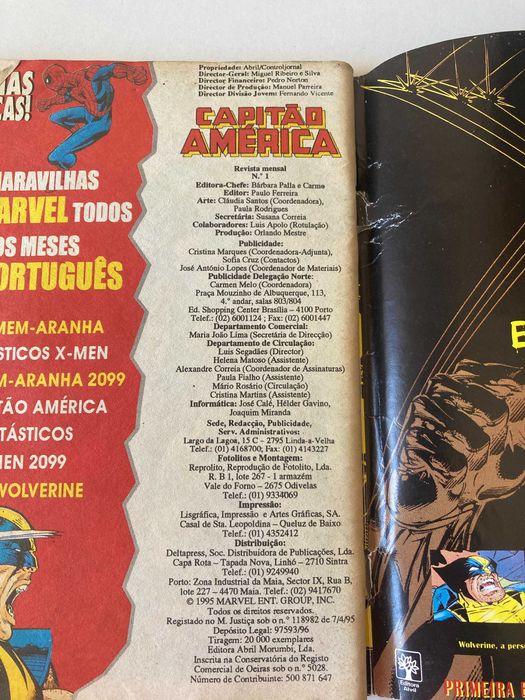 AS!
MARAVILHAS
MARVEL TODOS
OS MESES
PORTUGUÊS
HOMEM-ARANHA
X-MEN
HOMEM-ARANHA 2099
CAPITÃO AMÉRICA
X-MEN 2099
WOLVERINE
Propriedade: Abril/Controljornal
Director-Geral: Miguel Ribeiro e Silva
Director Financeiro: Pedro Norton
Director de Produção: Manuel Parreira
Director Divisão Jovem: Fernando Vicente
CAPITÃO
AMÉRICA
Revista mensal
N.º 1
Editora-Chefe: Bárbara Palla e Carmo
Editor: Paulo Ferreira
Arte: Cláudia Santos (Coordenadora),
Paula Rodrigues
Secretária: Susana Correia
Colaboradores: Luis Apolo (Rotulação)
Produção: Orlando Mestre
Publicidade:
Cristina Marques (Coordenadora-Adjunta),
Sofia Cruz (Contactos)
José António Lopes (Coordenador de Materiais)
Publicidade Delegação Norte:
Carmen Melo (Coordenadora)
Praça Mouzinho de Albuquerque, 113,
4.º andar, salas 803/804
Ed. Shopping Center Brasília – 4100 Porto
Telef.: (02) 6001124 ; Fax: (02) 6001447
Departamento Comercial:
Maria João Lima (Secretária de Direcção)
Departamento de Circulação:
Luis Segadães (Director)
Helena Matoso (Assistente)
Alexandre Correia (Coordenador de Assinaturas)
Paula Fialho (Assistente)
Mário Rosário (Circulação)
Cristina Martins (Assistente)
Informática: José Calé, Hélder Gavino,
Joaquim Miranda
Sede, Redacção, Publicidade,
Serv. Administrativos:
Largo da Lagoa, 15 C – 2795 Linda-a-Velha
Telef.: (01) 4168700; Fax: (01) 4143227
Fotolitos e Montagem:
Reprolito, Reprodução de Fotolito, Lda.
R. B 1, lote 267 - 1 armazém
Vale do Forno – 2675 Odivelas
Telef.: (01) 9334069
Impressão:
Lisgráfica, Impressão e Artes Gráficas, SA.
Casal de Sta. Leopoldina – Queluz de Baixo
Telef.: (01) 4352412
Distribuição:
Deltapress, Soc. Distribuidora de Publicações, Lda.
Capa Rota – Tapada Nova, Linhó – 2710 Sintra
Telef.: (01) 9249940
Porto: Zona Industrial da Maia, Sector IX, Rua B,
lote 227 – 4470 Maia. Telef.: (02) 9417670
© 1995 MARVEL ENT. GROUP, INC.
Todos os direitos reservados.
Registado no M. Justiça sob o n.º 118982 de 7/4/95
Depósito Legal: 97593/96
Tiragem: 20 000 exemplares
Editora Abril Morumbi, Lda.
Inscrita na Conservatória do Registo
Comercial de Oeiras sob o n.º 5028.
Número de Contribuinte: 500 871 647
E
Wolverine, a pers
Editora
Abril
PRIMEIRA